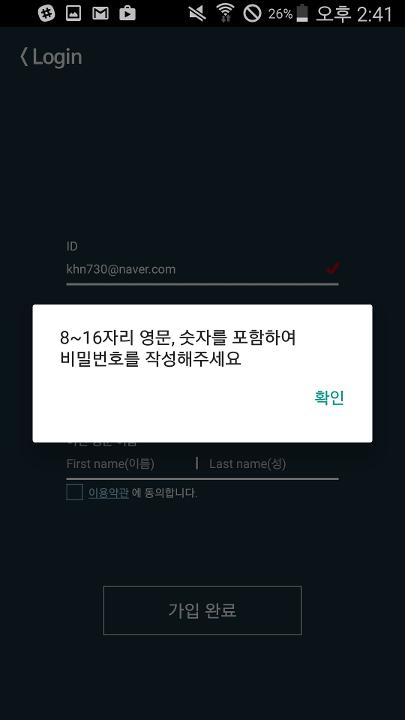 26% 오후 2:41
Login
ID
khn730@naver.com
8~16자리 영문, 숫자를 포함하여
비밀번호를 작성해주세요
확인
First name(이름) | Last name(성)
이용약관 에 동의합니다.
가입 완료